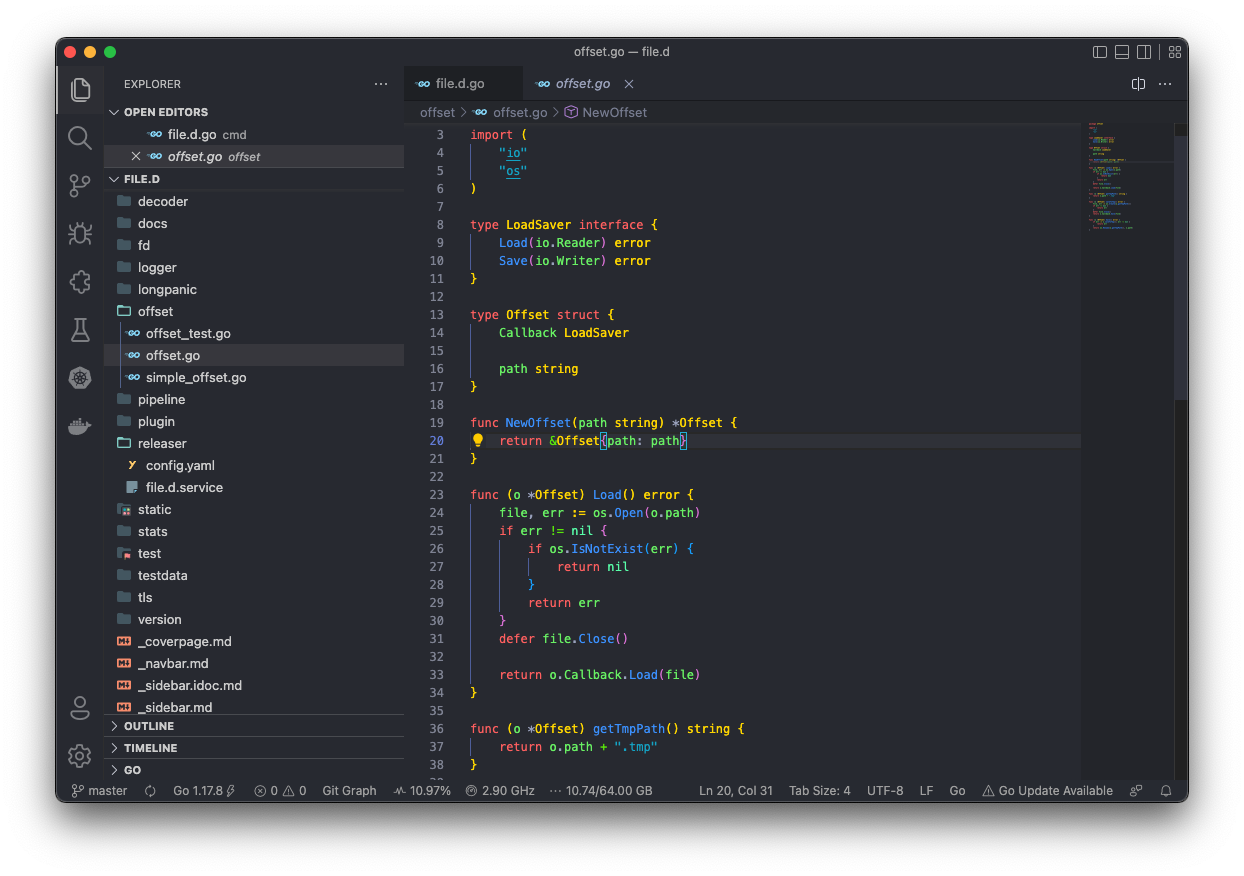 offset.go — file.d
EXPLORER
OPEN EDITORS
file.d.go cmd
offset.go offset
FILE.D
decoder
docs
fd
logger
longpanic
offset
offset_test.go
offset.go
simple_offset.go
pipeline
plugin
releaser
config.yaml
file.d.service
static
stats
test
testdata
tls
version
_coverpage.md
_navbar.md
_sidebar.idoc.md
_sidebar.md
OUTLINE
TIMELINE
GO
file.d.go
offset.go
offset > offset.go > NewOffset
3 import (
4 "io"
5 "os"
6 )
7
8 type LoadSaver interface {
9 Load(io.Reader) error
10 Save(io.Writer) error
11 }
12
13 type Offset struct {
14 Callback LoadSaver
15
16 path string
17 }
18
19 func NewOffset(path string) *Offset {
20 return &Offset{path: path}
21 }
22
23 func (o *Offset) Load() error {
24 file, err := os.Open(o.path)
25 if err != nil {
26 if os.IsNotExist(err) {
27 return nil
28 }
29 return err
30 }
31 defer file.Close()
32
33 return o.Callback.Load(file)
34 }
35
36 func (o *Offset) getTmpPath() string {
37 return o.path + ".tmp"
38 }
master Go 1.17.8 0 0 Git Graph 10.97% 2.90 GHz 10.74/64.00 GB Ln 20, Col 31 Tab Size: 4 UTF-8 LF Go Go Update Available